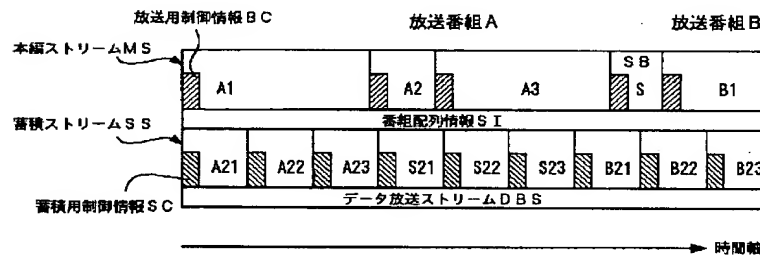 放送用制御情報BC
放送番組A
放送番組B
本編ストリームMS
A1
A2
A3
SB
S
B1
番組配列情報SI
蓄積ストリームSS
A21
A22
A23
S21
S22
S23
B21
B22
B23
蓄積用制御情報SC
データ放送ストリームDBS
時間軸